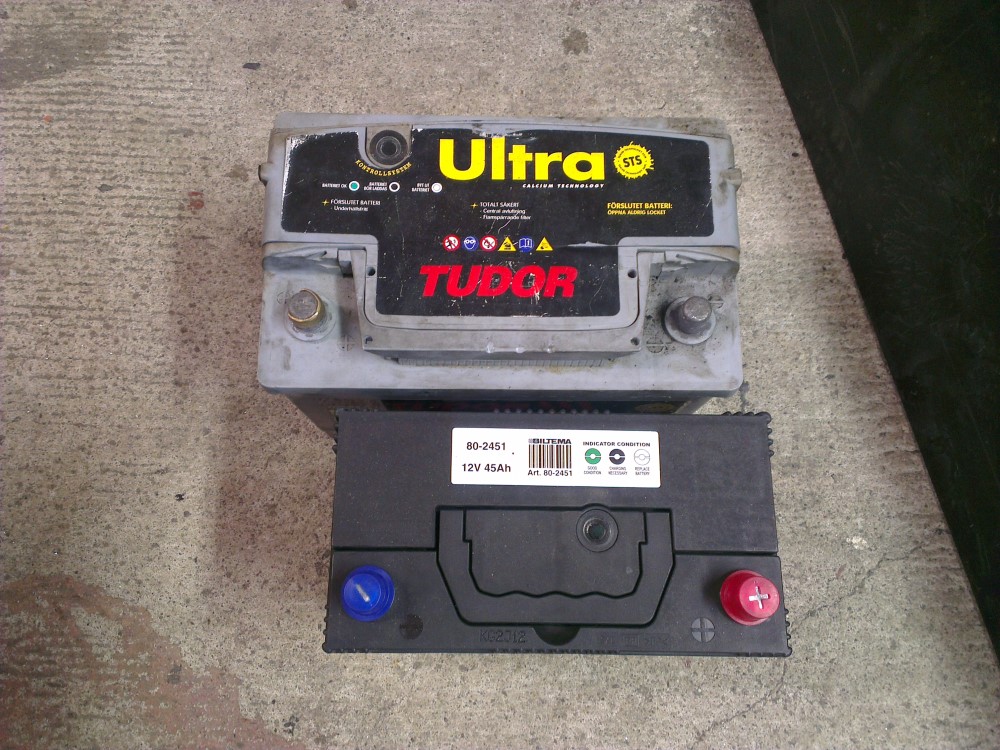 Ultra
STS
CALCIUM TECHNOLOGY
KONTROLLSYSTEM
BATTERIET OK
BATTERIET BÖR LADDAS
BYT UT BATTERIET
FÖRSLUTET BATTERI
- Underhållsfritt
TOTALT SÄKERT
- Central avluftning
- Flamspärrande filter
FÖRSLUTET BATTERI:
ÖPPNA ALDRIG LOCKET
TUDOR
80-2451
12V 45Ah
BILTEMA
Art. 80-2451
INDICATOR CONDITION
GOOD CONDITION
CHARGING NECESSARY
REPLACE BATTERY
KG2012